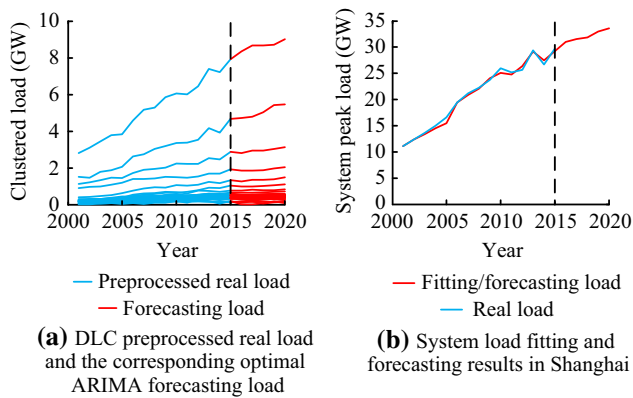 Clustered load (GW)
10
8
6
4
2
0
2000
2005
2010
2015
2020
Year
Preprocessed real load
Forecasting load
(a) DLC preprocessed real load
and the corresponding optimal
ARIMA forecasting load
System peak load (GW)
35
30
25
20
15
10
5
0
2000
2005
2010
2015
2020
Year
Fitting/forecasting load
Real load
(b) System load fitting and
forecasting results in Shanghai